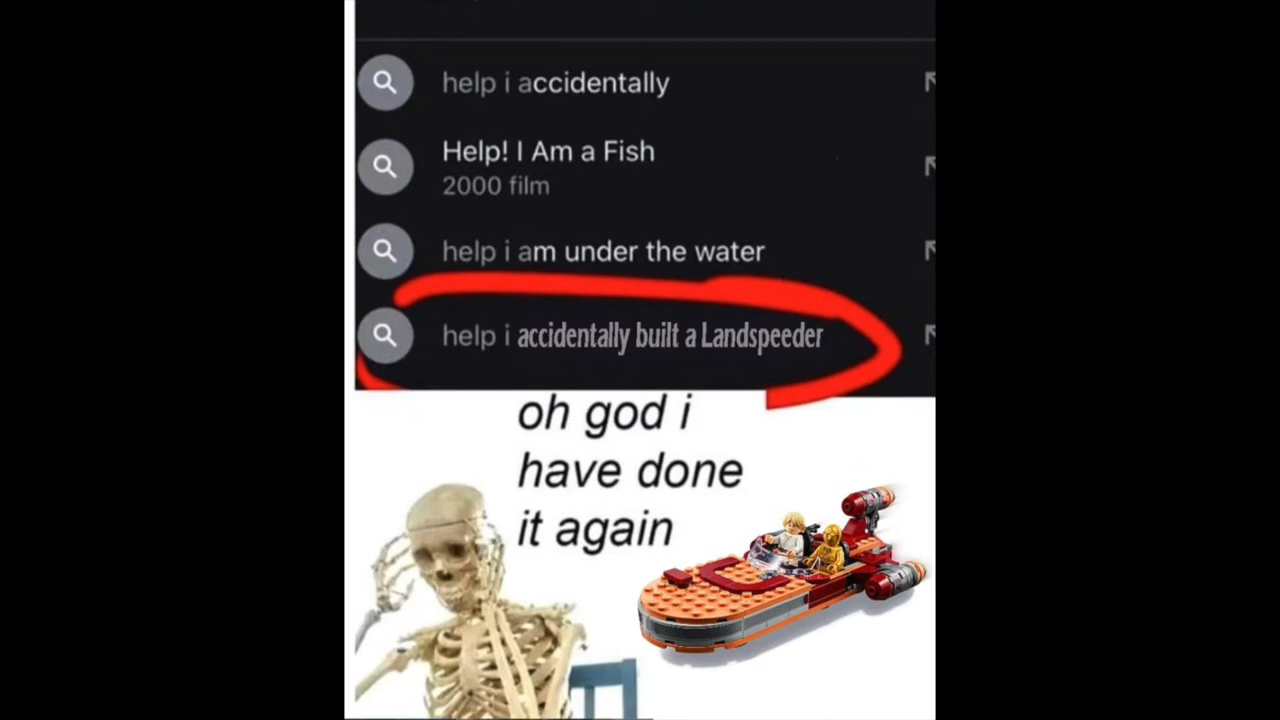 help i accidentally
Help! I Am a Fish
2000 film
help i am under the water
help i accidentally built a Landspeeder
oh god i
have done
it again